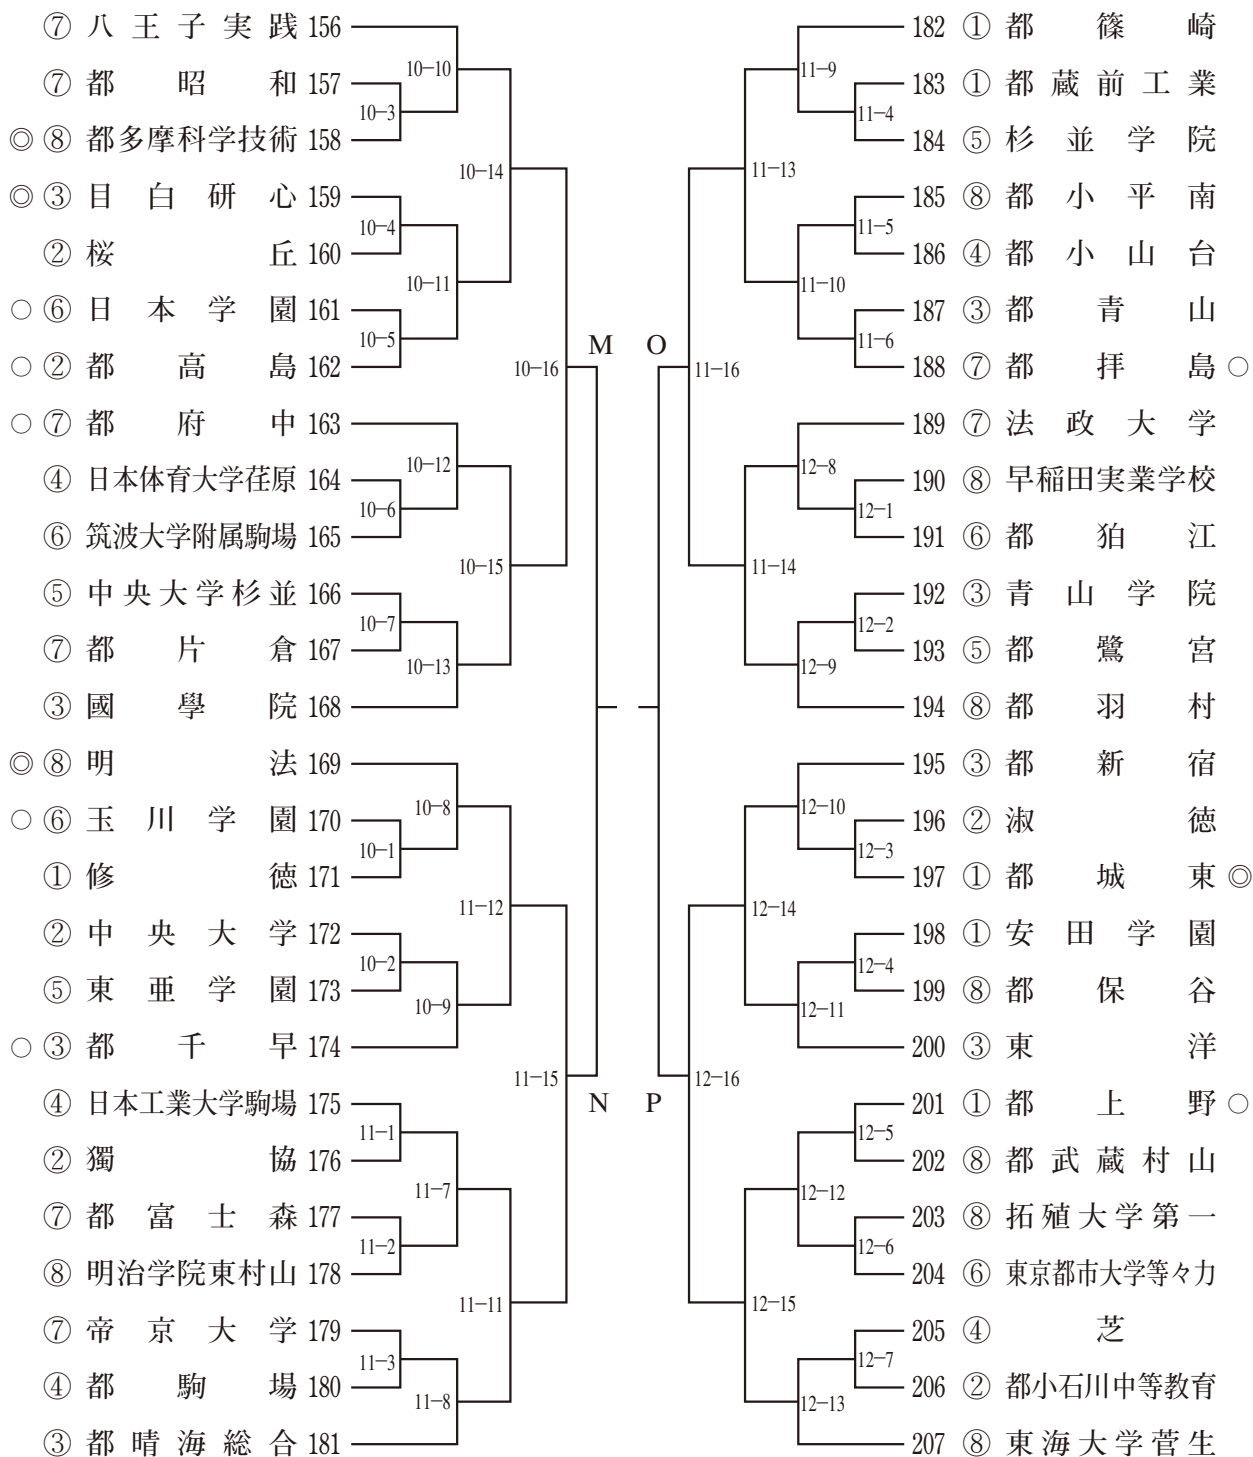 ⑦ 八王子実践 156
⑦ 都昭和 157
◎ ⑧ 都多摩科学技術 158
◎ ③ 目白研心 159
② 桜丘 160
○ ⑥ 日本学園 161
○ ② 都高島 162
○ ⑦ 都府中 163
④ 日本体育大学荏原 164
⑥ 筑波大学附属駒場 165
⑤ 中央大学杉並 166
⑦ 都片倉 167
③ 國學院 168
◎ ⑧ 明法 169
○ ⑥ 玉川学園 170
① 修徳 171
② 中央大学 172
⑤ 東亜学園 173
○ ③ 都千早 174
④ 日本工業大学駒場 175
② 獨協 176
⑦ 都富士森 177
⑧ 明治学院東村山 178
⑦ 帝京大学 179
④ 都駒場 180
③ 都晴海総合 181
10-10
10-3
10-14
10-4
10-11
10-5
10-16
10-12
10-6
10-15
10-7
10-13
10-8
10-1
11-12
10-2
10-9
11-15
11-1
11-7
11-2
11-11
11-3
11-8
M O
N P
11-9
11-4
11-13
11-5
11-10
11-6
11-16
12-8
12-1
11-14
12-2
12-9
12-10
12-3
12-14
12-4
12-11
12-16
12-5
12-12
12-6
12-15
12-7
12-13
182 ① 都篠崎
183 ① 都蔵前工業
184 ⑤ 杉並学院
185 ⑧ 都小平南
186 ④ 都小山台
187 ③ 都青山
188 ⑦ 都拝島 ○
189 ⑦ 法政大学
190 ⑧ 早稲田実業学校
191 ⑥ 都狛江
192 ③ 青山学院
193 ⑤ 都鷺宮
194 ⑧ 都羽村
195 ③ 都新宿
196 ② 淑徳
197 ① 都城東 ◎
198 ① 安田学園
199 ⑧ 都保谷
200 ③ 東洋
201 ① 都上野 ○
202 ⑧ 都武蔵村山
203 ⑧ 拓殖大学第一
204 ⑥ 東京都市大学等々力
205 ④ 芝
206 ② 都小石川中等教育
207 ⑧ 東海大学菅生